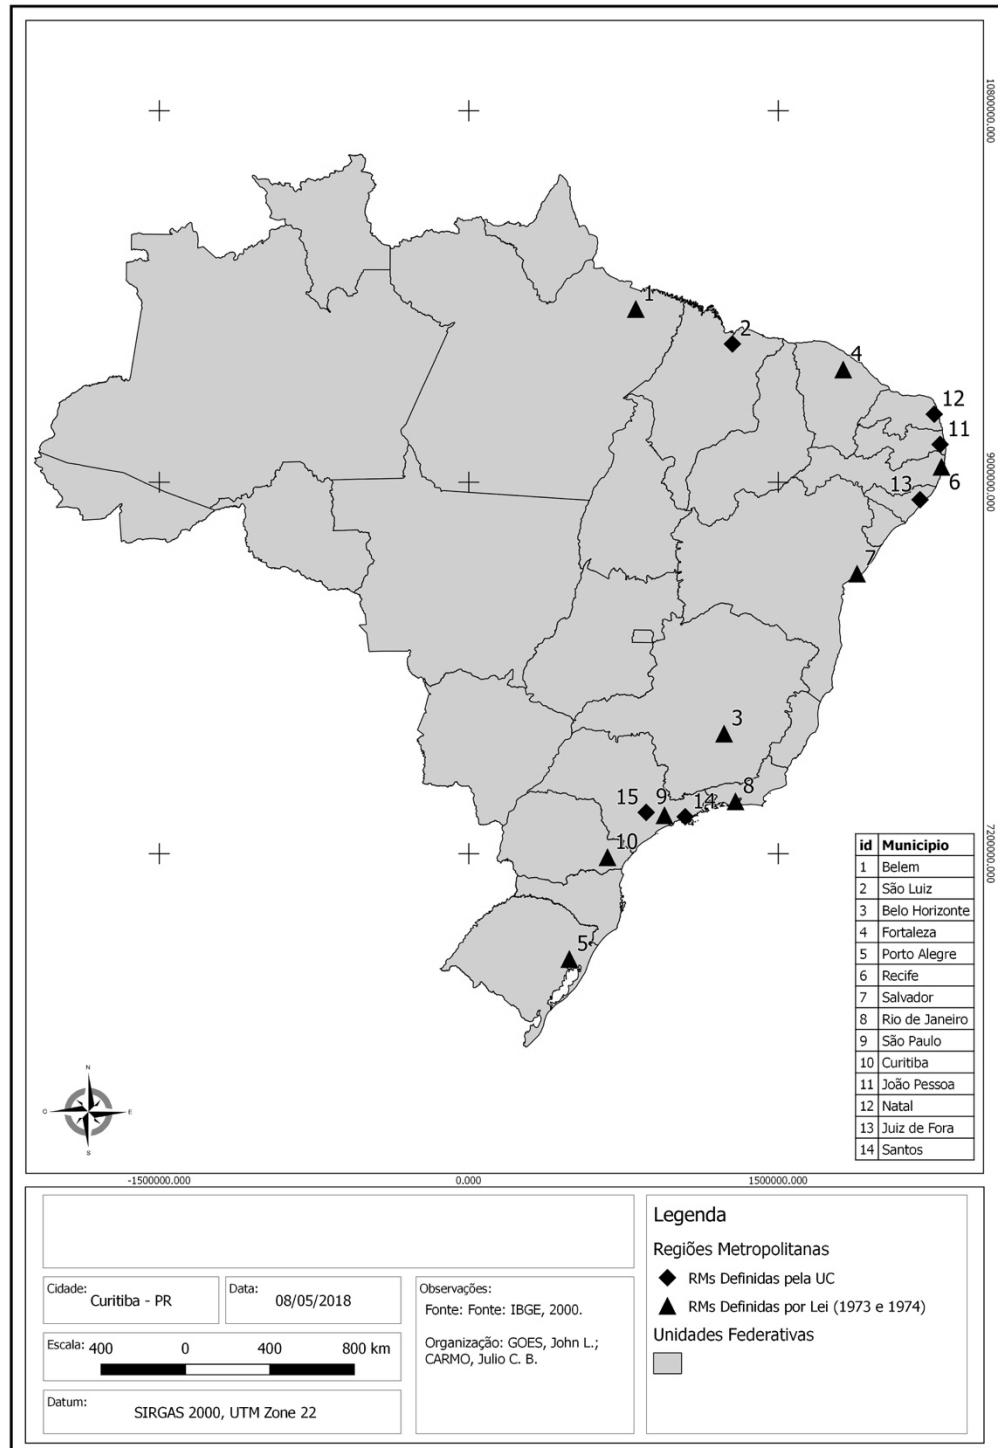 10800000.000
1
2
4
12
11
9000000.000
6
13
7
3
8
15
9
14
10
7200000.000
5
id Municipio
1 Belem
2 São Luiz
3 Belo Horizonte
4 Fortaleza
5 Porto Alegre
6 Recife
7 Salvador
8 Rio de Janeiro
9 São Paulo
10 Curitiba
11 João Pessoa
12 Natal
13 Juiz de Fora
14 Santos
N
O
E
S
-1500000.000
0.000
1500000.000
Cidade:
Curitiba - PR
Data:
08/05/2018
Escala: 400 0 400 800 km
Datum:
SIRGAS 2000, UTM Zone 22
Observações:
Fonte: Fonte: IBGE, 2000.
Organização: GOES, John L.;
CARMO, Julio C. B.
Legenda
Regiões Metropolitanas
RMs Definidas pela UC
RMs Definidas por Lei (1973 e 1974)
Unidades Federativas